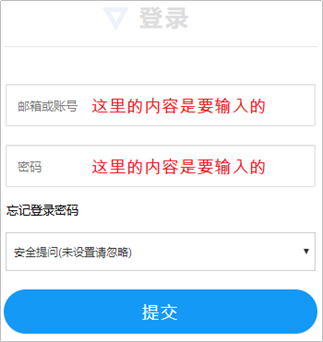 登录
邮箱或账号 这里的内容是要输入的
密码 这里的内容是要输入的
忘记登录密码
安全提问(未设置请忽略)
提交